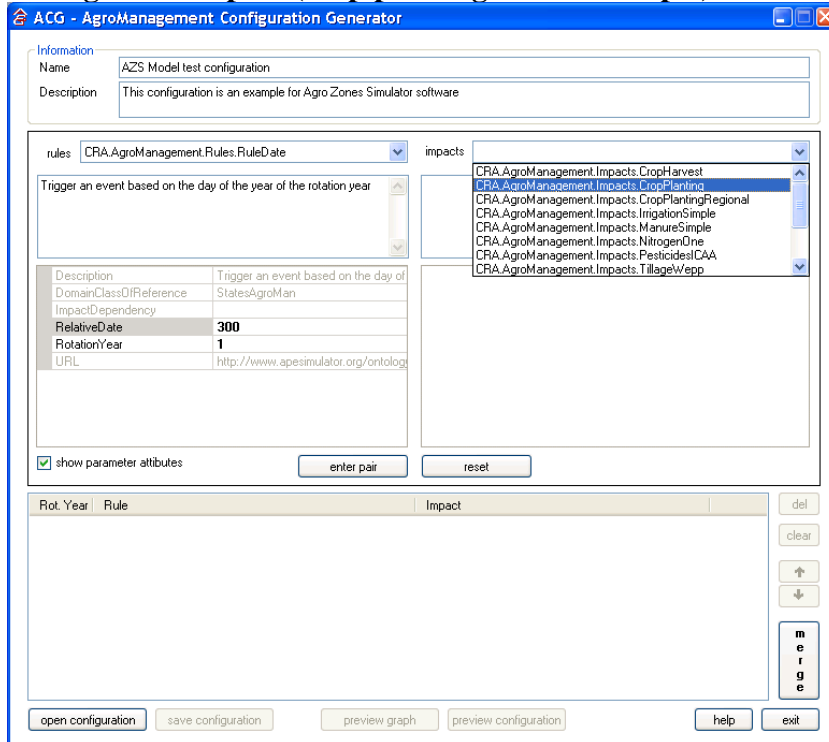 ACG - AgroManagement Configuration Generator
Information
Name AZS Model test configuration
Description This configuration is an example for Agro Zones Simulator software
rules CRA.AgroManagement.Rules.RuleDate impacts
CRA.AgroManagement.Impacts.CropHarvest
CRA.AgroManagement.Impacts.CropPlanting
CRA.AgroManagement.Impacts.CropPlantingRegional
CRA.AgroManagement.Impacts.IrrigationSimple
CRA.AgroManagement.Impacts.ManureSimple
CRA.AgroManagement.Impacts.NitrogenOne
CRA.AgroManagement.Impacts.PesticidesICAA
CRA.AgroManagement.Impacts.TillageWepp
Trigger an event based on the day of the year of the rotation year
Description Trigger an event based on the day of
DomainClassOfReference StatesAgroMan
ImpactDependency
RelativeDate 300
RotationYear 1
URL http://www.apesimulator.org/ontology
show parameter attibutes enter pair reset
Rot. Year Rule Impact
del
clear
merge
open configuration save configuration preview graph preview configuration help exit